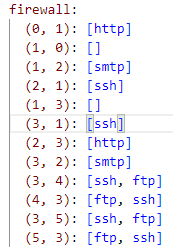 firewall:
(0, 1): [http]
(1, 0): []
(1, 2): [smtp]
(2, 1): [ssh]
(1, 3): []
(3, 1): [ssh]
(2, 3): [http]
(3, 2): [smtp]
(3, 4): [ssh, ftp]
(4, 3): [ftp, ssh]
(3, 5): [ssh, ftp]
(5, 3): [ftp, ssh]